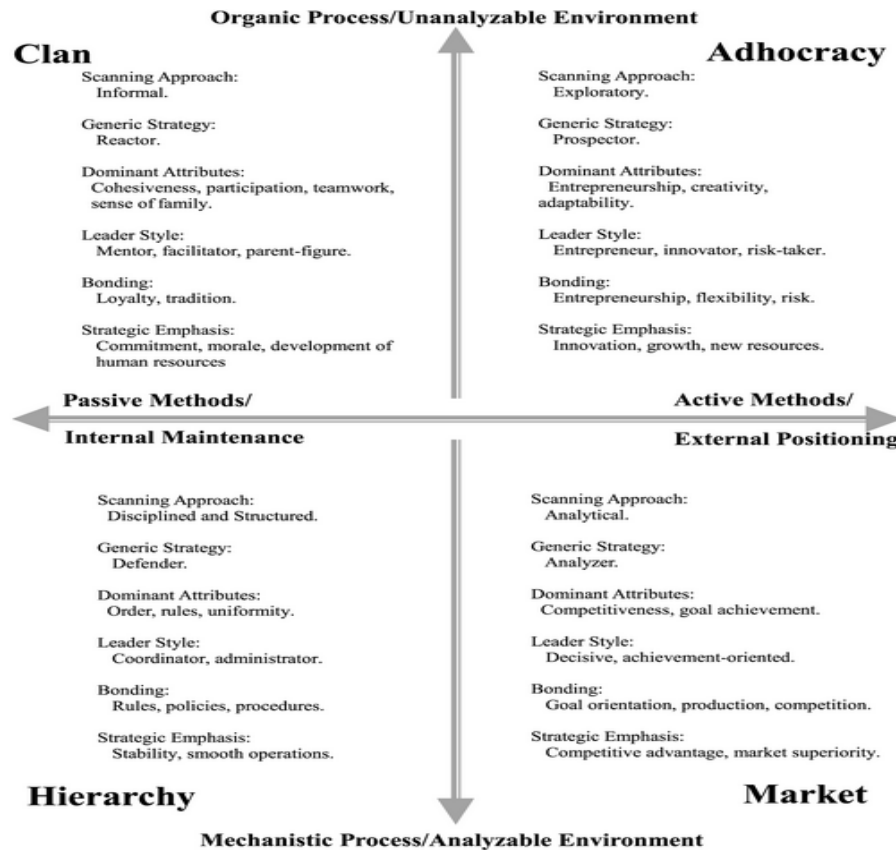 Organic Process/Unanalyzable Environment
Clan
Scanning Approach:
Informal.
Generic Strategy:
Reactor.
Dominant Attributes:
Cohesiveness, participation, teamwork,
sense of family.
Leader Style:
Mentor, facilitator, parent-figure.
Bonding:
Loyalty, tradition.
Strategic Emphasis:
Commitment, morale, development of
human resources
Adhocracy
Scanning Approach:
Exploratory.
Generic Strategy:
Prospector.
Dominant Attributes:
Entrepreneurship, creativity,
adaptability.
Leader Style:
Entrepreneur, innovator, risk-taker.
Bonding:
Entrepreneurship, flexibility, risk.
Strategic Emphasis:
Innovation, growth, new resources.
Passive Methods/
Internal Maintenance
Active Methods/
External Positioning
Scanning Approach:
Disciplined and Structured.
Generic Strategy:
Defender.
Dominant Attributes:
Order, rules, uniformity.
Leader Style:
Coordinator, administrator.
Bonding:
Rules, policies, procedures.
Strategic Emphasis:
Stability, smooth operations.
Hierarchy
Scanning Approach:
Analytical.
Generic Strategy:
Analyzer.
Dominant Attributes:
Competitiveness, goal achievement.
Leader Style:
Decisive, achievement-oriented.
Bonding:
Goal orientation, production, competition.
Strategic Emphasis:
Competitive advantage, market superiority.
Market
Mechanistic Process/Analyzable Environment